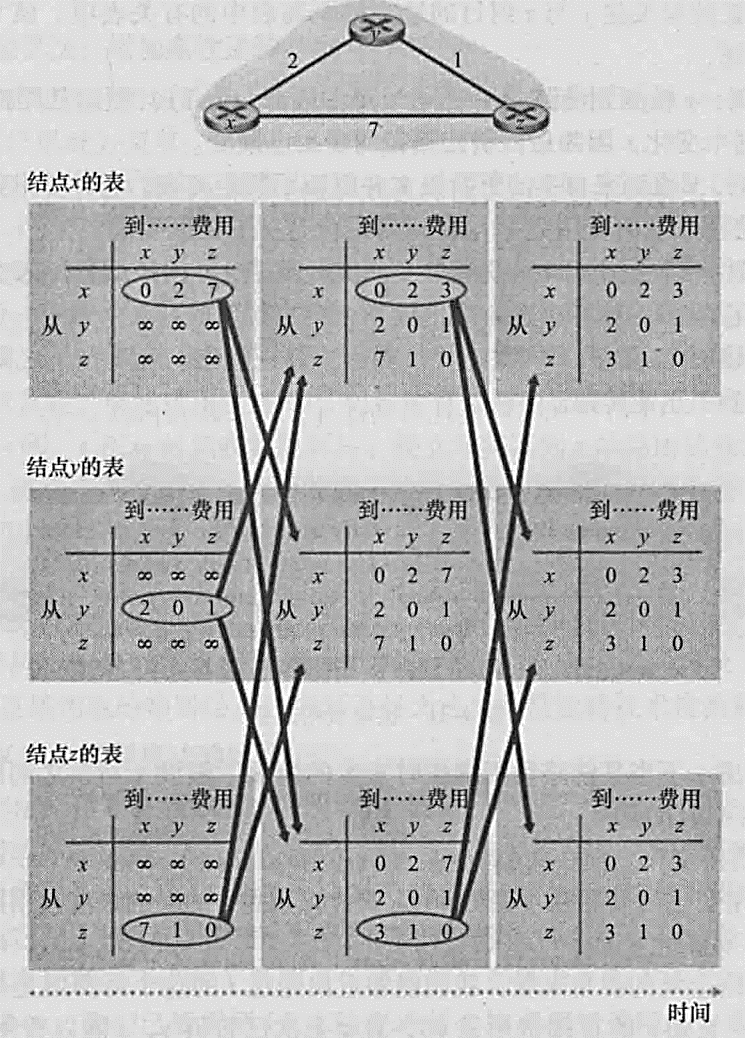 y
2
1
x
7
z
结点x的表
到……费用 到……费用 到……费用
x y z x y z x y z
x 0 2 7 x 0 2 3 x 0 2 3
从 y ∞ ∞ ∞ 从 y 2 0 1 从 y 2 0 1
z ∞ ∞ ∞ z 7 1 0 z 3 1 0
结点y的表
到……费用 到……费用 到……费用
x y z x y z x y z
x ∞ ∞ ∞ x 0 2 7 x 0 2 3
从 y 2 0 1 从 y 2 0 1 从 y 2 0 1
z ∞ ∞ ∞ z 7 1 0 z 3 1 0
结点z的表
到……费用 到……费用 到……费用
x y z x y z x y z
x ∞ ∞ ∞ x 0 2 7 x 0 2 3
从 y ∞ ∞ ∞ 从 y 2 0 1 从 y 2 0 1
z 7 1 0 z 3 1 0 z 3 1 0
时间